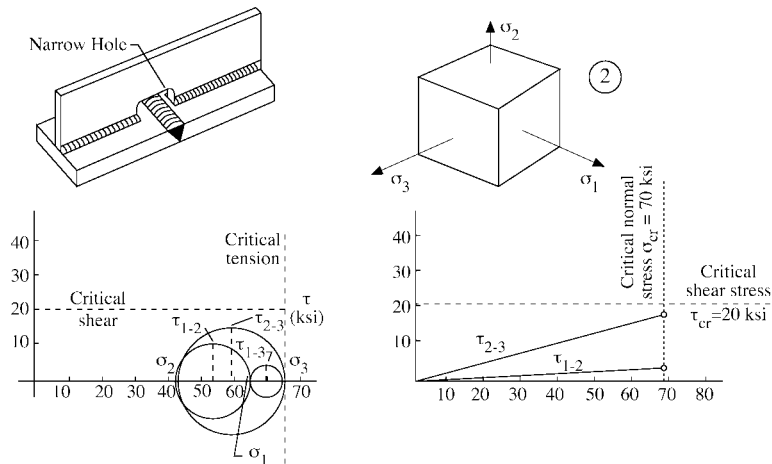 Narrow Hole
σ2
2
σ3
σ1
Critical
tension
40
30
20
10
Critical
shear
τ
(ksi)
τ1-2
τ2-3
τ1-3
σ2
σ3
10 20 30 40 50 60 70
σ1
Critical normal
stress σcr = 70 ksi
40
30
20
10
Critical
shear stress
τcr=20 ksi
τ2-3
τ1-2
10 20 30 40 50 60 70 80